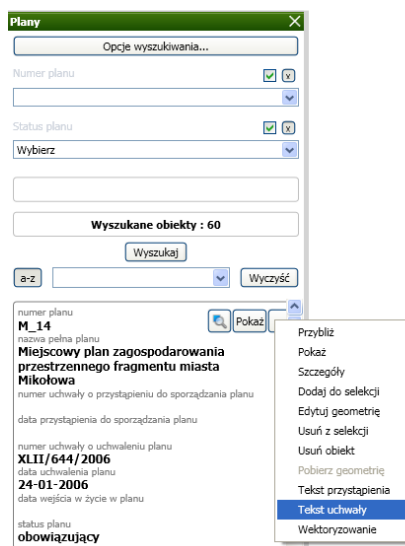 Plany
Opcje wyszukiwania...
Numer planu
x
Status planu
x
Wybierz
Wyszukane obiekty : 60
Wyszukaj
a-z
Wyczyść
numer planu
M_14
Pokaż
nazwa pełna planu
Miejscowy plan zagospodarowania
przestrzennego fragmentu miasta
Mikołowa
numer uchwały o przystąpieniu do sporządzania planu
data przystąpienia do sporządzania planu
numer uchwały o uchwaleniu planu
XLII/644/2006
data uchwalenia planu
24-01-2006
data wejścia w życie w planu
status planu
obowiązujący
Przybliż
Pokaż
Szczegóły
Dodaj do selekcji
Edytuj geometrię
Usuń z selekcji
Usuń obiekt
Pobierz geometrię
Tekst przystąpienia
Tekst uchwały
Wektoryzowanie